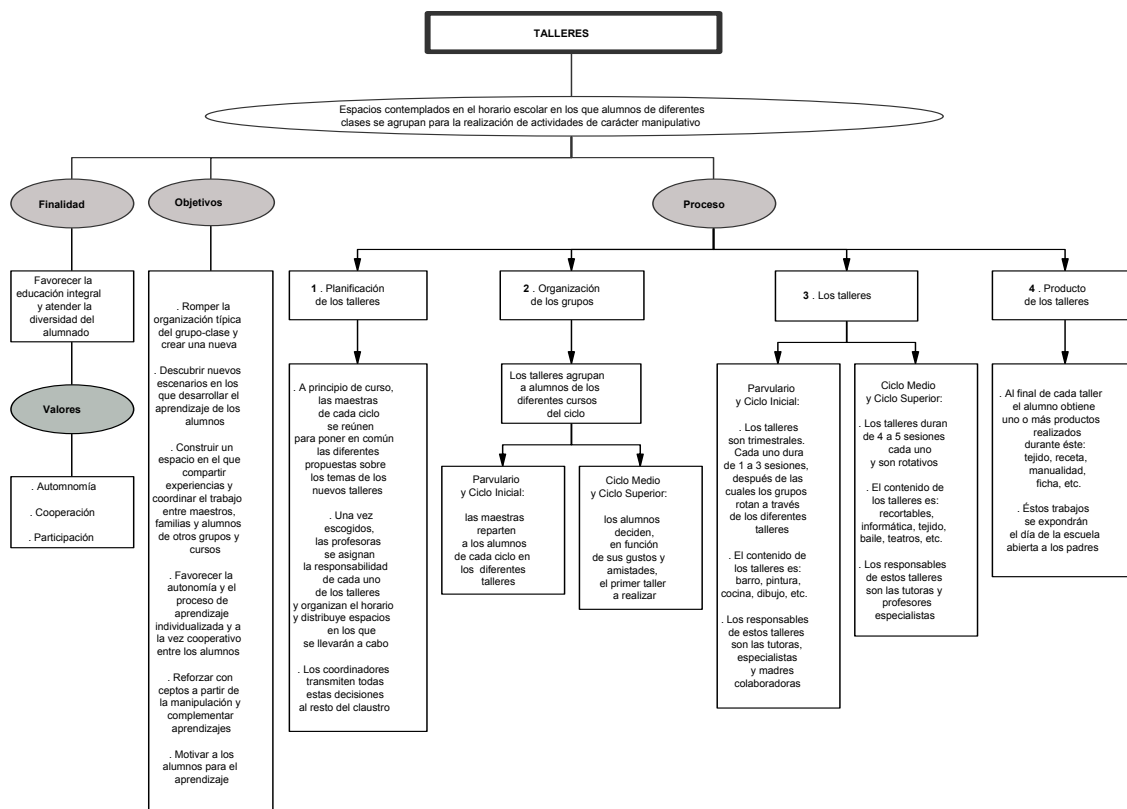 TALLERES
Espacios contemplados en el horario escolar en los que alumnos de diferentes
clases se agrupan para la realización de actividades de carácter manipulativo
Finalidad
Favorecer la
educación integral
y atender la
diversidad del
alumnado
Valores
. Automnomía
. Cooperación
. Participación
Objetivos
. Romper la
organización típica
del grupo-clase y
crear una nueva
. Descubrir nuevos
escenarios en los
que desarrollar el
aprendizaje de los
alumnos
. Construir un
espacio en el que
compartir
experiencias y
coordinar el trabajo
entre maestros,
familias y alumnos
de otros grupos y
cursos
. Favorecer la
autonomía y el
proceso de
aprendizaje
individualizada y a
la vez cooperativo
entre los alumnos
. Reforzar con
ceptos a partir de
la manipulación y
complementar
aprendizajes
. Motivar a los
alumnos para el
aprendizaje
Proceso
1 . Planificación
de los talleres
. A principio de curso,
las maestras
de cada ciclo
se reúnen
para poner en común
las diferentes
propuestas sobre
los temas de los
nuevos talleres
. Una vez
escogidos,
las profesoras
se asignan
la responsabilidad
de cada uno
de los talleres
y organizan el horario
y distribuye espacios
en los que
se llevarán a cabo
. Los coordinadores
transmiten todas
estas decisiones
al resto del claustro
2 . Organización
de los grupos
Los talleres agrupan
a alumnos de los
diferentes cursos
del ciclo
Parvulario
y Ciclo Inicial:
las maestras
reparten
a los alumnos
de cada ciclo en
los diferentes
talleres
Ciclo Medio
y Ciclo Superior:
los alumnos
deciden,
en función
de sus gustos y
amistades,
el primer taller
a realizar
3 . Los talleres
Parvulario
y Ciclo Inicial:
. Los talleres
son trimestrales.
Cada uno dura
de 1 a 3 sesiones,
después de las
cuales los grupos
rotan a través
de los diferentes
talleres
. El contenido de
los talleres es:
barro, pintura,
cocina, dibujo, etc.
. Los responsables
de estos talleres
son las tutoras,
especialistas
y madres
colaboradoras
Ciclo Medio
y Ciclo Superior:
. Los talleres duran
de 4 a 5 sesiones
cada uno
y son rotativos
. El contenido de
los talleres es:
recortables,
informática, tejido,
baile, teatros, etc.
. Los responsables
de estos talleres
son las tutoras y
profesores
especialistas
4 . Producto
de los talleres
. Al final de cada taller
el alumno obtiene
uno o más productos
realizados
durante éste:
tejido, receta,
manualidad,
ficha, etc.
. Éstos trabajos
se expondrán
el día de la escuela
abierta a los padres